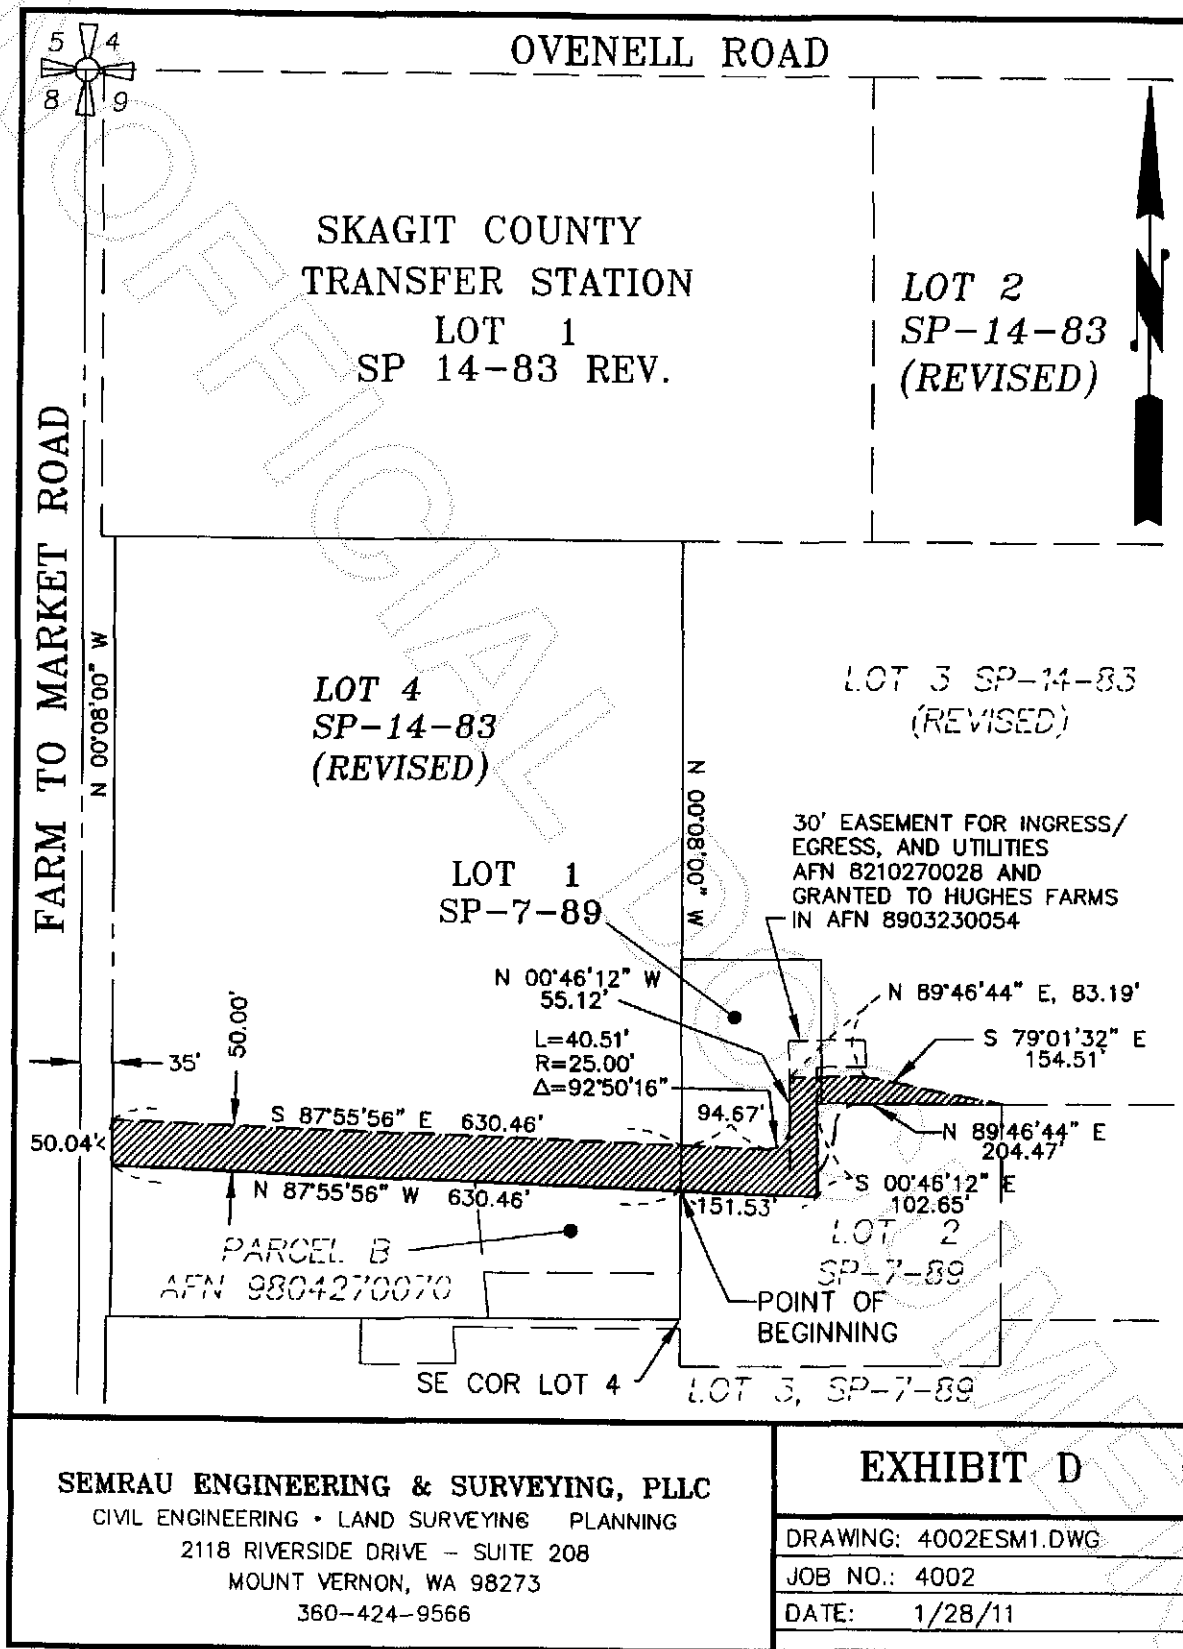 5 4
8 9
OVENELL ROAD
SKAGIT COUNTY
TRANSFER STATION
LOT 1
SP 14-83 REV.
LOT 2
SP-14-83
(REVISED)
N
FARM TO MARKET ROAD
N 00°08'00" W
LOT 4
SP-14-83
(REVISED)
N 00°08'00" W
LOT 3 SP-14-83
(REVISED)
30' EASEMENT FOR INGRESS/
EGRESS, AND UTILITIES
AFN 8210270028 AND
GRANTED TO HUGHES FARMS
IN AFN 8903230054
LOT 1
SP-7-89
N 00°46'12" W
55.12'
L=40.51'
R=25.00'
Δ=92°50'16"
N 89°46'44" E, 83.19'
S 79°01'32" E
154.51'
35'
50.00'
50.04'
S 87°55'56" E 630.46'
94.67'
N 89°46'44" E
204.47'
N 87°55'56" W 630.46'
151.53'
S 00°46'12" E
102.65'
PARCEL B
AFN 9804270070
LOT 2
SP-7-89
POINT OF
BEGINNING
SE COR LOT 4
LOT 3, SP-7-89
SEMRAU ENGINEERING & SURVEYING, PLLC
CIVIL ENGINEERING • LAND SURVEYING PLANNING
2118 RIVERSIDE DRIVE - SUITE 208
MOUNT VERNON, WA 98273
360-424-9566
EXHIBIT D
DRAWING: 4002ESM1.DWG
JOB NO.: 4002
DATE: 1/28/11
UNOFFICIAL DOCUMENT